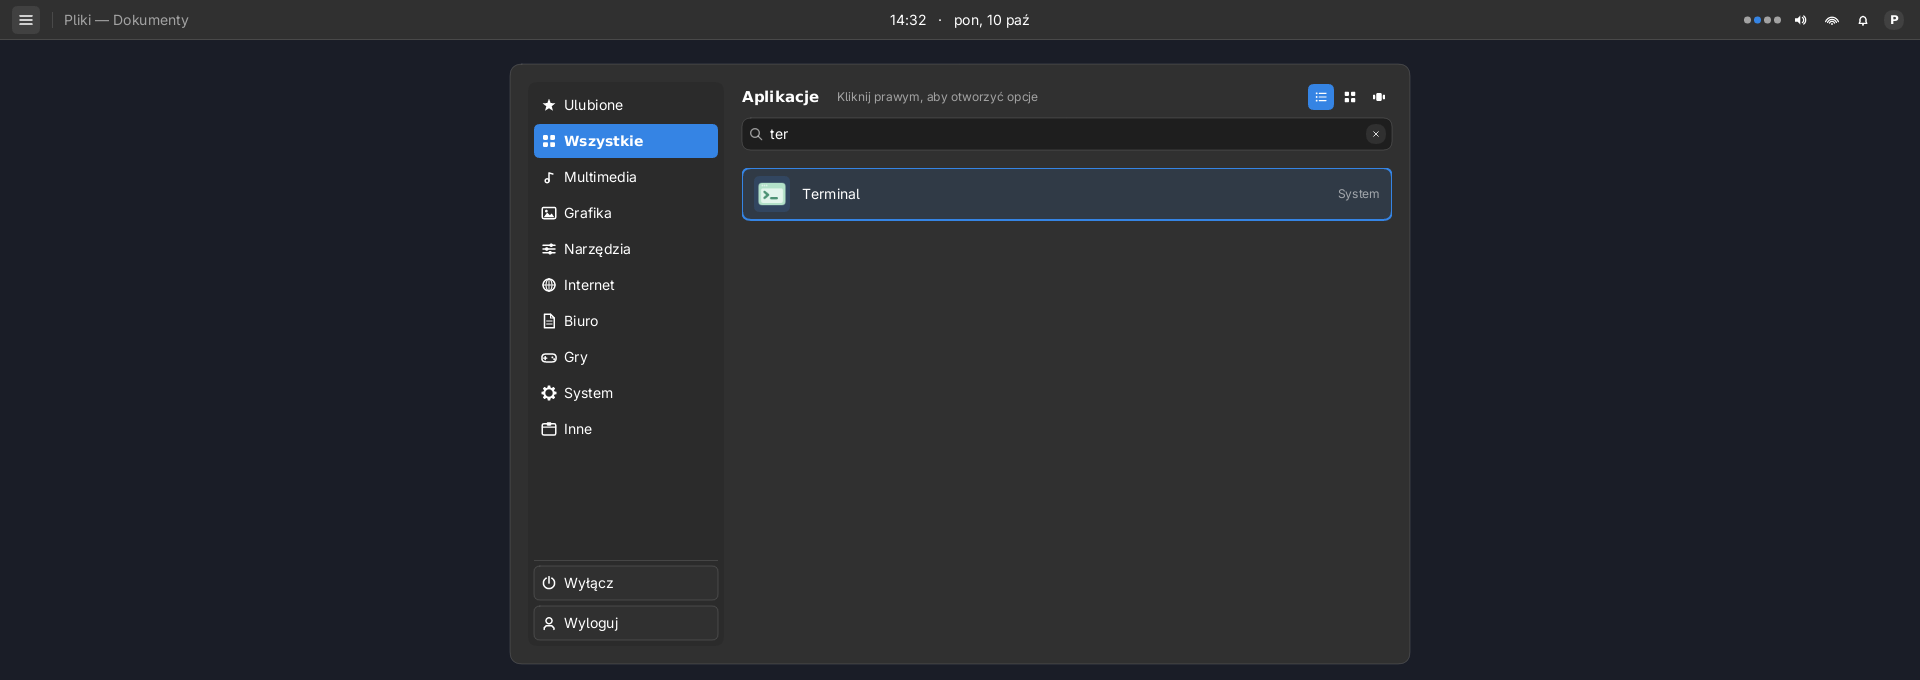 Pliki — Dokumenty
14:32 · pon, 10 paź
P
Ulubione
Wszystkie
Multimedia
Grafika
Narzędzia
Internet
Biuro
Gry
System
Inne
Wyłącz
Wyloguj
Aplikacje Kliknij prawym, aby otworzyć opcje
ter
Terminal System